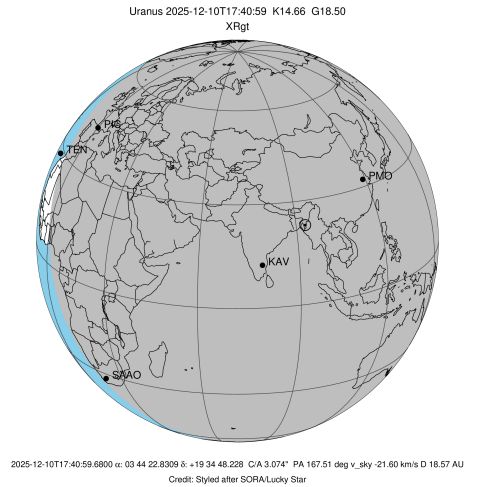 Uranus 2025-12-10T17:40:59 K14.66 G18.50
XRgt
PIC
TEN
PMO
KAV
SAAO
2025-12-10T17:40:59.6800 α: 03 44 22.8309 δ: +19 34 48.228 C/A 3.074" PA 167.51 deg v_sky -21.60 km/s D 18.57 AU
Credit: Styled after SORA/Lucky Star